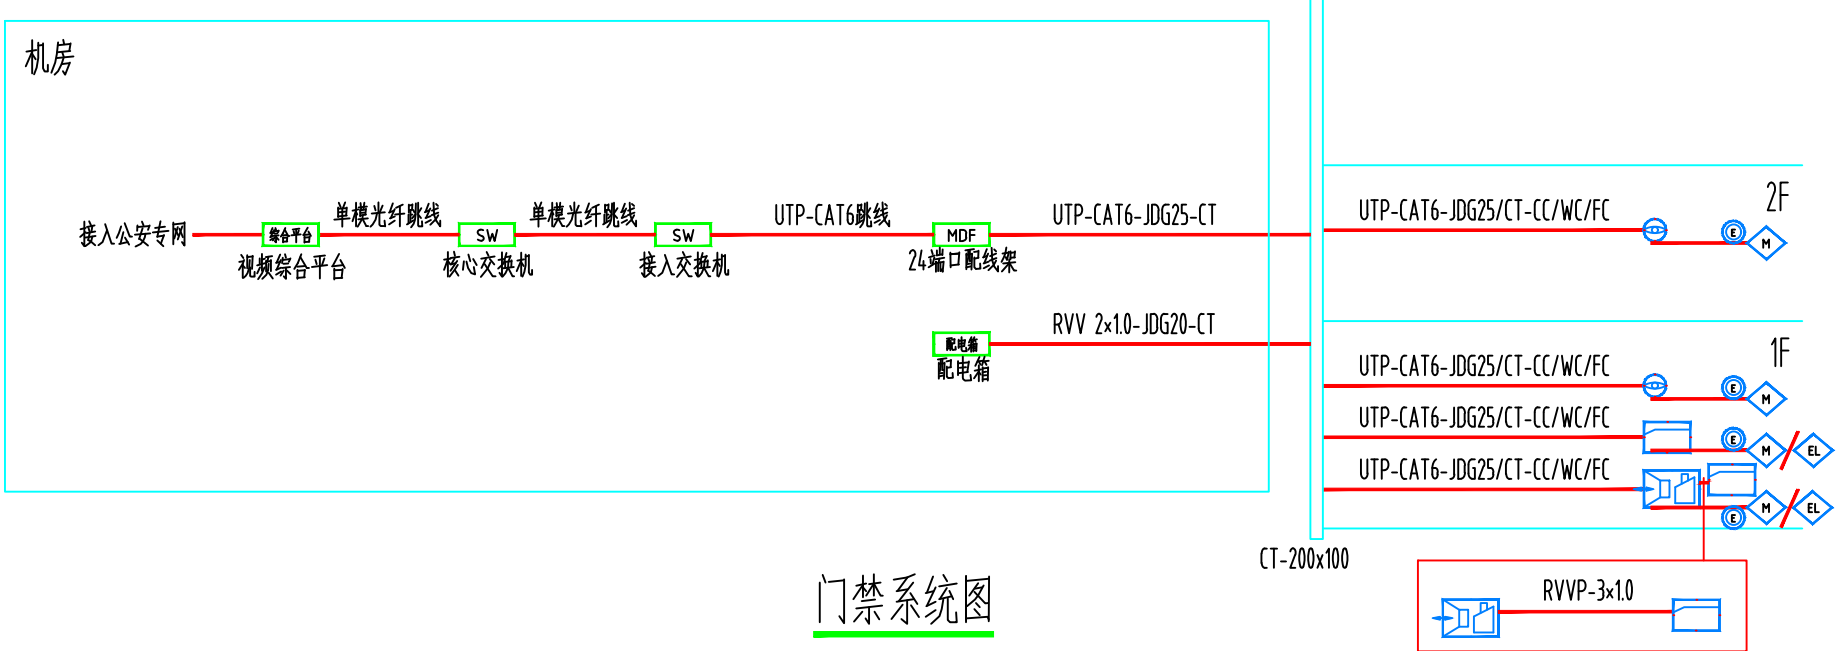 机房
接入公安专网
综合平台
视频综合平台
单模光纤跳线
SW
核心交换机
单模光纤跳线
SW
接入交换机
UTP-CAT6跳线
MDF
24端口配线架
UTP-CAT6-JDG25-CT
配电箱
配电箱
RVV 2×1.0-JDG20-CT
2F
UTP-CAT6-JDG25/CT-CC/WC/FC
E
M
1F
UTP-CAT6-JDG25/CT-CC/WC/FC
E
M
UTP-CAT6-JDG25/CT-CC/WC/FC
E
M
EL
UTP-CAT6-JDG25/CT-CC/WC/FC
E
M
EL
CT-200x100
RVVP-3×1.0
门禁系统图